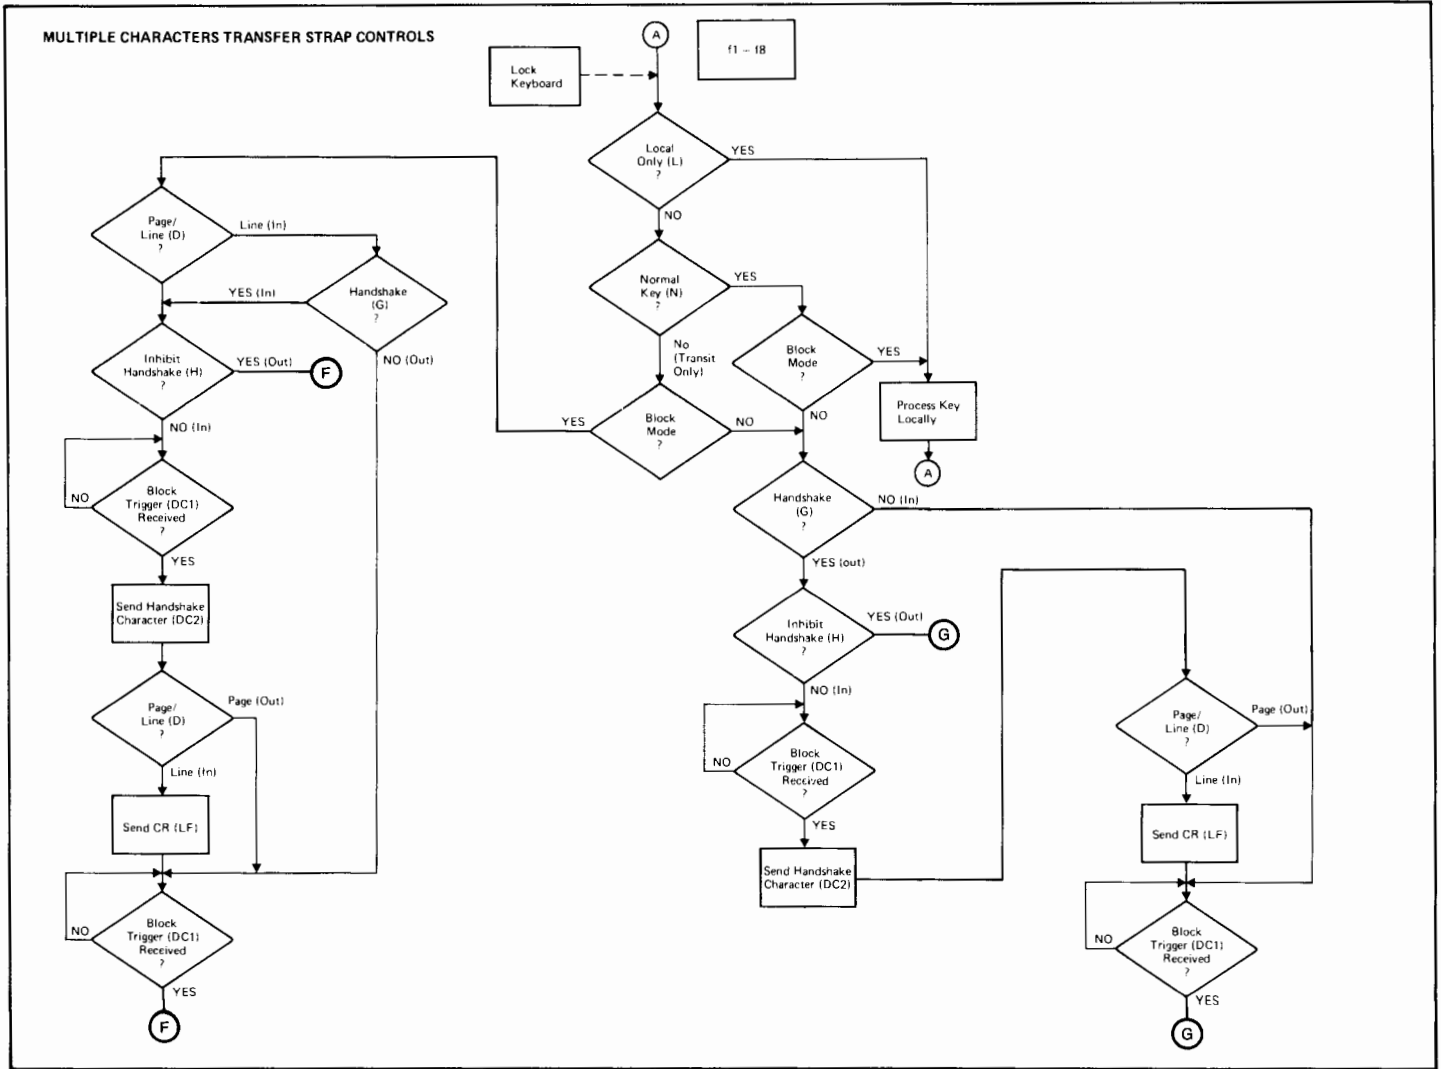 MULTIPLE CHARACTERS TRANSFER STRAP CONTROLS
A
f1 – f8
Lock
Keyboard
Local
Only (L)
?
YES
NO
Page/
Line (D)
?
Line (In)
Handshake
(G)
?
YES (In)
NO (Out)
Normal
Key (N)
?
YES
No
(Transit
Only)
Block
Mode
?
YES
NO
Inhibit
Handshake (H)
?
YES (Out)
F
NO (In)
Block
Mode
?
YES
NO
Process Key
Locally
A
Block
Trigger (DC1)
Received
?
NO
YES
Handshake
(G)
?
NO (In)
YES (out)
Send Handshake
Character (DC2)
Inhibit
Handshake (H)
?
YES (Out)
G
NO (In)
Page/
Line (D)
?
Page (Out)
Line (In)
Block
Trigger (DC1)
Received
?
NO
YES
Page/
Line (D)
?
Page (Out)
Line (In)
Send CR (LF)
Send Handshake
Character (DC2)
Send CR (LF)
Block
Trigger (DC1)
Received
?
NO
YES
F
Block
Trigger (DC1)
Received
?
NO
YES
G